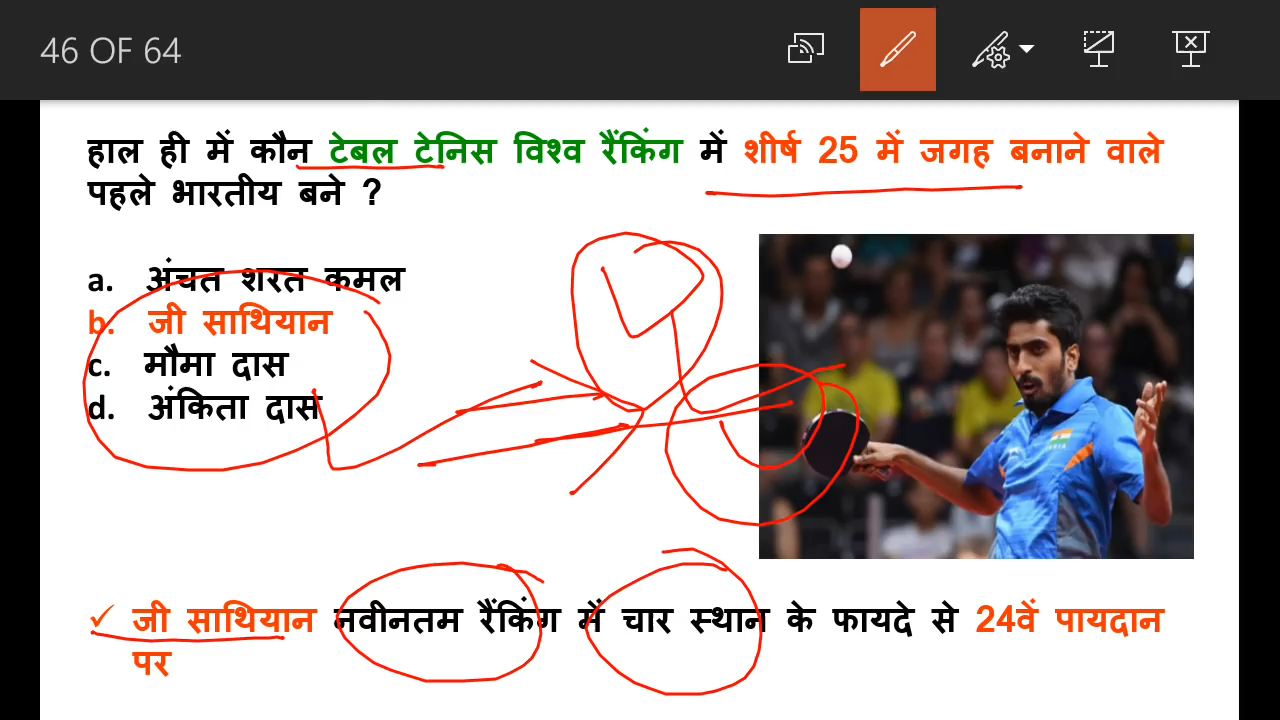 46 OF 64
हाल ही में कौन टेबल टेनिस विश्व रैंकिंग में शीर्ष 25 में जगह बनाने वाले
पहले भारतीय बने ?
a. अंचत शरत कमल
b. जी साथियान
c. मौमा दास
d. अंकिता दास
✓ जी साथियान नवीनतम रैंकिंग में चार स्थान के फायदे से 24वें पायदान
पर